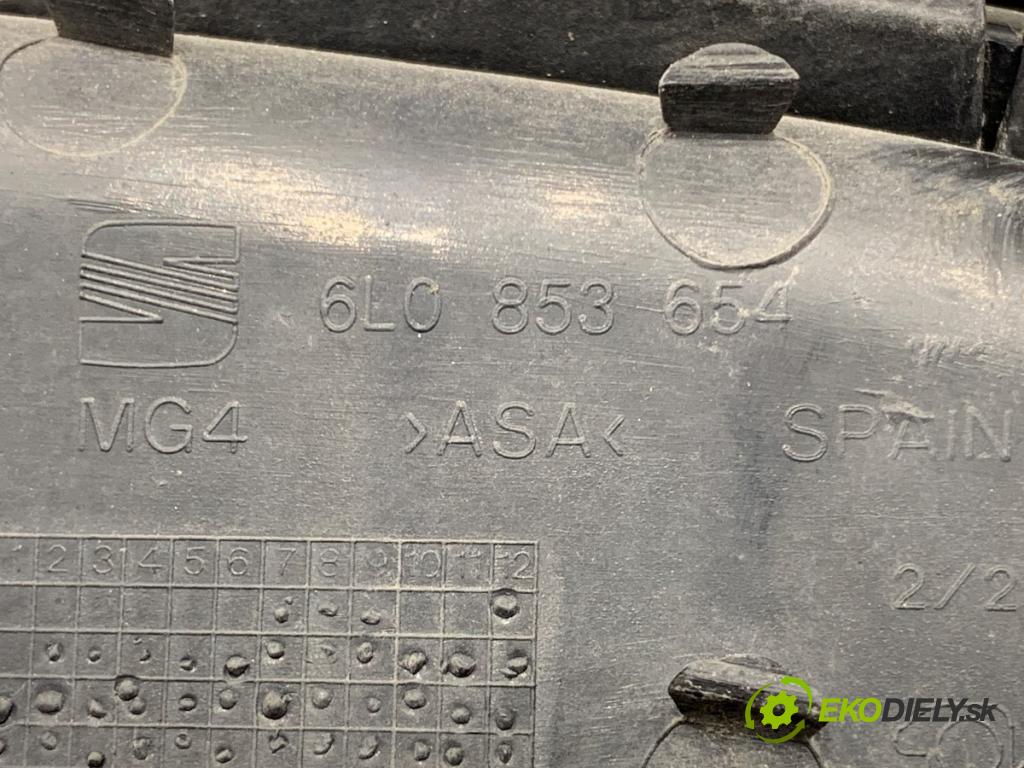 6L0 853 654
MG4 >ASA< SPAIN
1 2 3 4 5 6 7 8 9 10 11 12
2/2
EKODIELY.sk